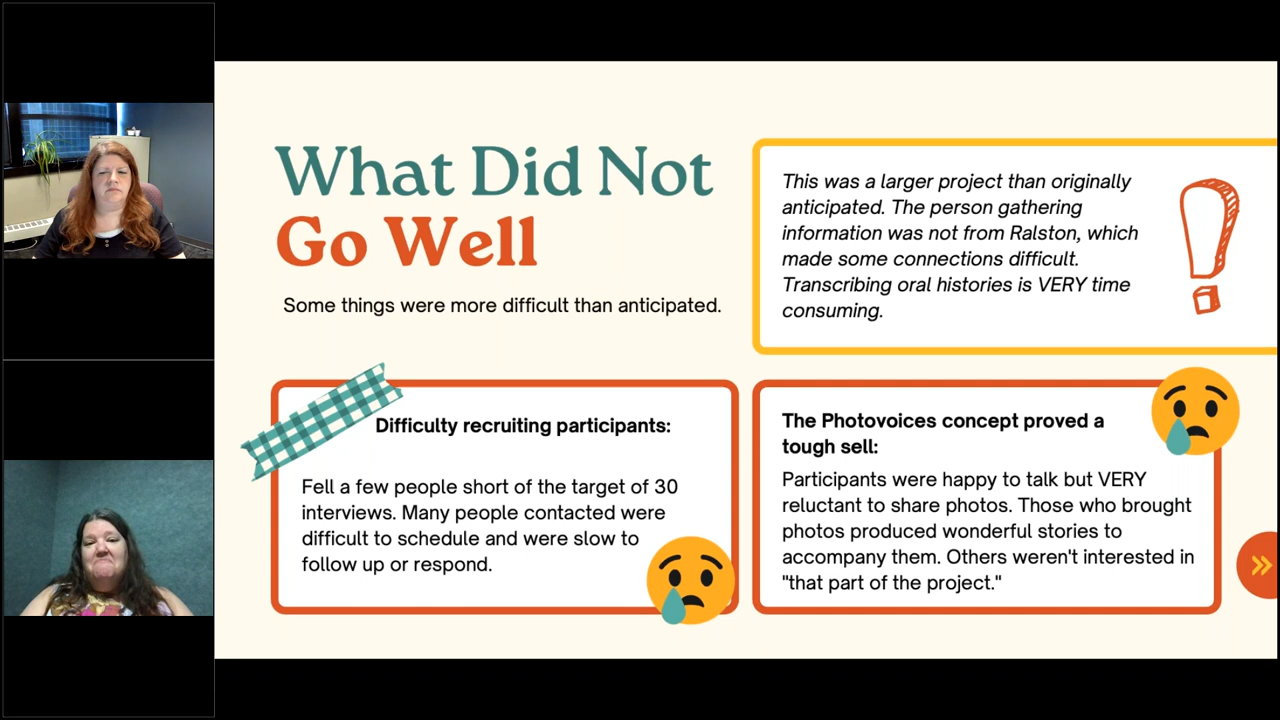 What Did Not
Go Well
Some things were more difficult than anticipated.
This was a larger project than originally
anticipated. The person gathering
information was not from Ralston, which
made some connections difficult.
Transcribing oral histories is VERY time
consuming.
Difficulty recruiting participants:
Fell a few people short of the target of 30
interviews. Many people contacted were
difficult to schedule and were slow to
follow up or respond.
The Photovoices concept proved a
tough sell:
Participants were happy to talk but VERY
reluctant to share photos. Those who brought
photos produced wonderful stories to
accompany them. Others weren't interested in
"that part of the project."